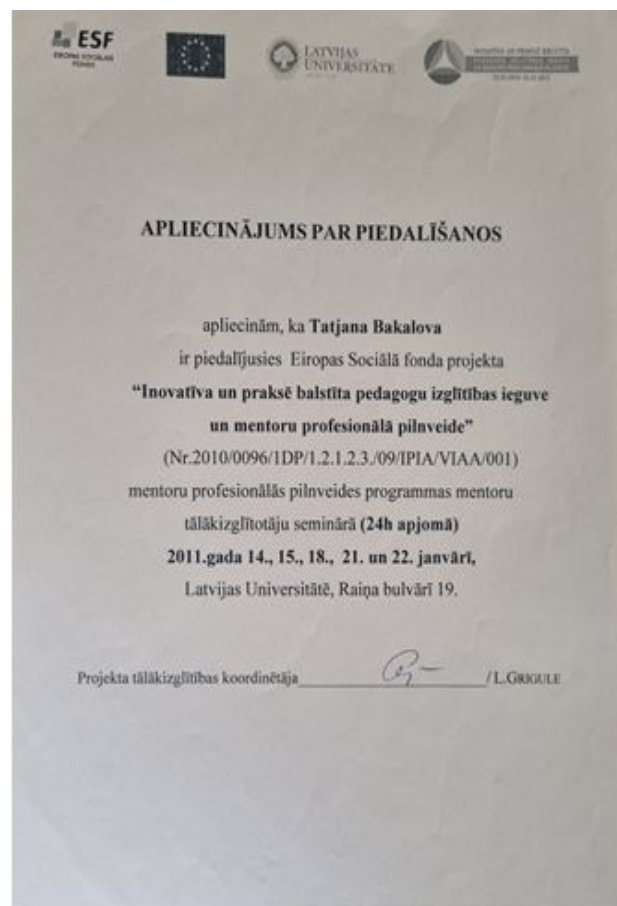 ESF
EIROPAS SOCIĀLAIS
FONDS
LATVIJAS
UNIVERSITĀTE
APLIECINĀJUMS PAR PIEDALĪŠANOS
apliecinām, ka Tatjana Bakalova
ir piedalījusies Eiropas Sociālā fonda projekta
“Inovatīva un praksē balstīta pedagogu izglītības ieguve
un mentoru profesionālā pilnveide”
(Nr.2010/0096/1DP/1.2.1.2.3./09/IPIA/VIAA/001)
mentoru profesionālās pilnveides programmas mentoru
tālākizglītotāju seminārā (24h apjomā)
2011.gada 14., 15., 18., 21. un 22. janvārī,
Latvijas Universitātē, Raiņa bulvārī 19.
Projekta tālākizglītības koordinētāja /L.GRIGULE